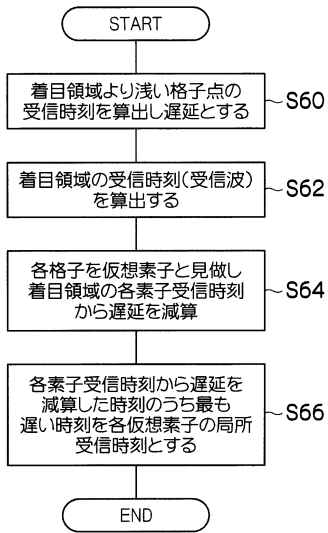 START
着目領域より浅い格子点の
受信時刻を算出し遅延とする
S60
着目領域の受信時刻(受信波)
を算出する
S62
各格子を仮想素子と見做し
着目領域の各素子受信時刻
から遅延を減算
S64
各素子受信時刻から遅延を
減算した時刻のうち最も
遅い時刻を各仮想素子の局所
受信時刻とする
S66
END